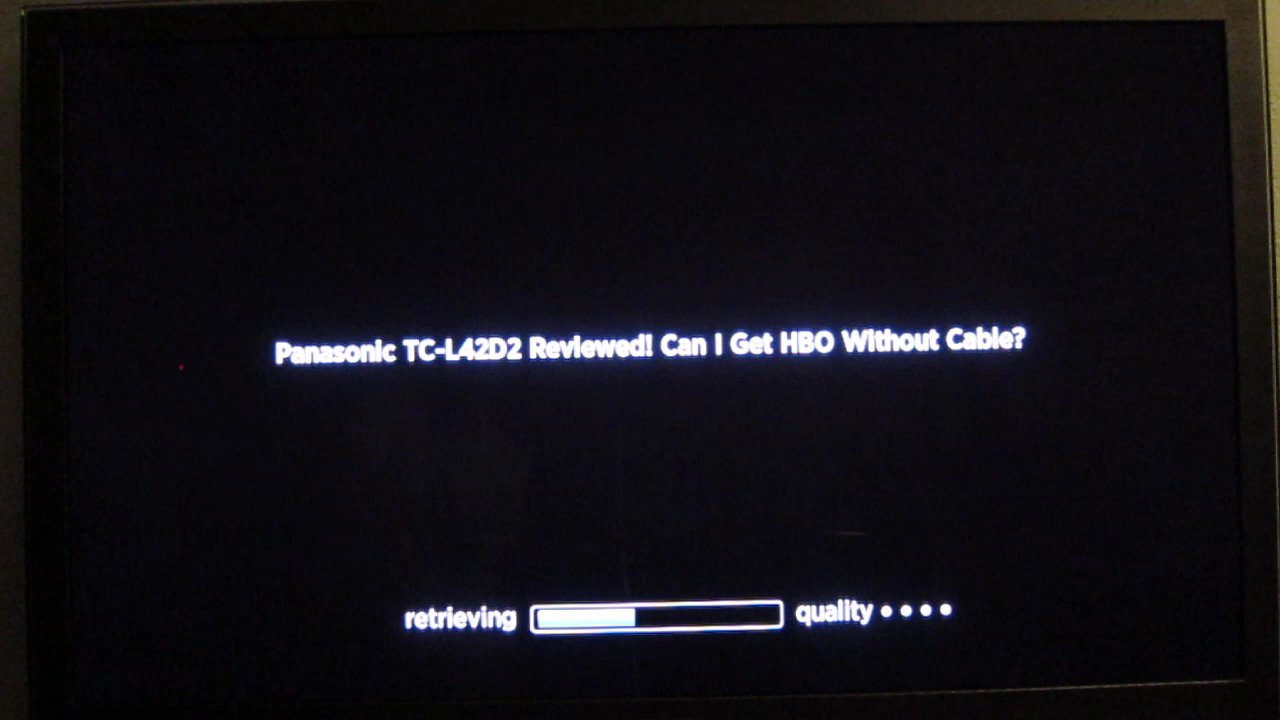 Panasonic TC-L42D2 Reviewed! Can I Get HBO Without Cable?
retrieving quality